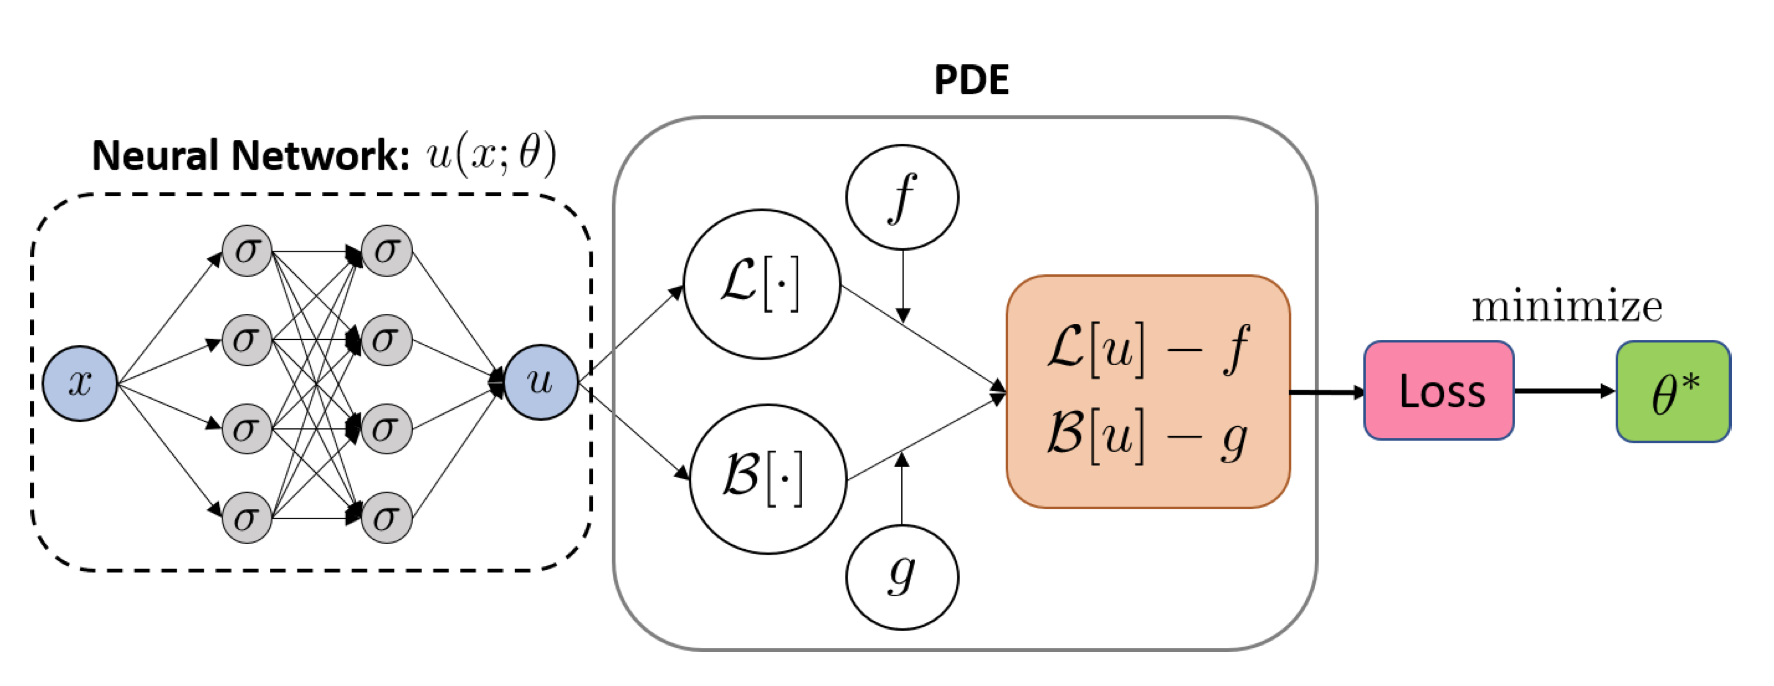 PDE
Neural Network: u(x; θ)
x
σ
σ
σ
σ
σ
σ
σ
σ
u
ℒ[·]
ℬ[·]
f
g
ℒ[u] − f
ℬ[u] − g
Loss
minimize
θ*